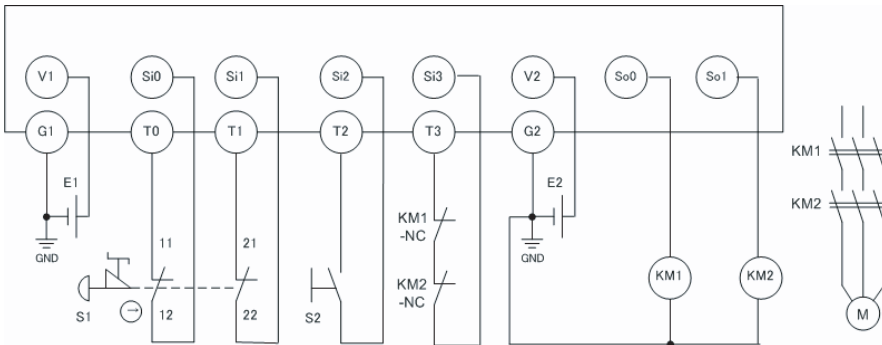 V1 Si0 Si1 Si2 Si3 V2 So0 So1
G1 T0 T1 T2 T3 G2
KM1
KM2
E1
E2
GND
GND
11
21
KM1
-NC
KM2
-NC
KM1
KM2
S1
12
22
S2
M